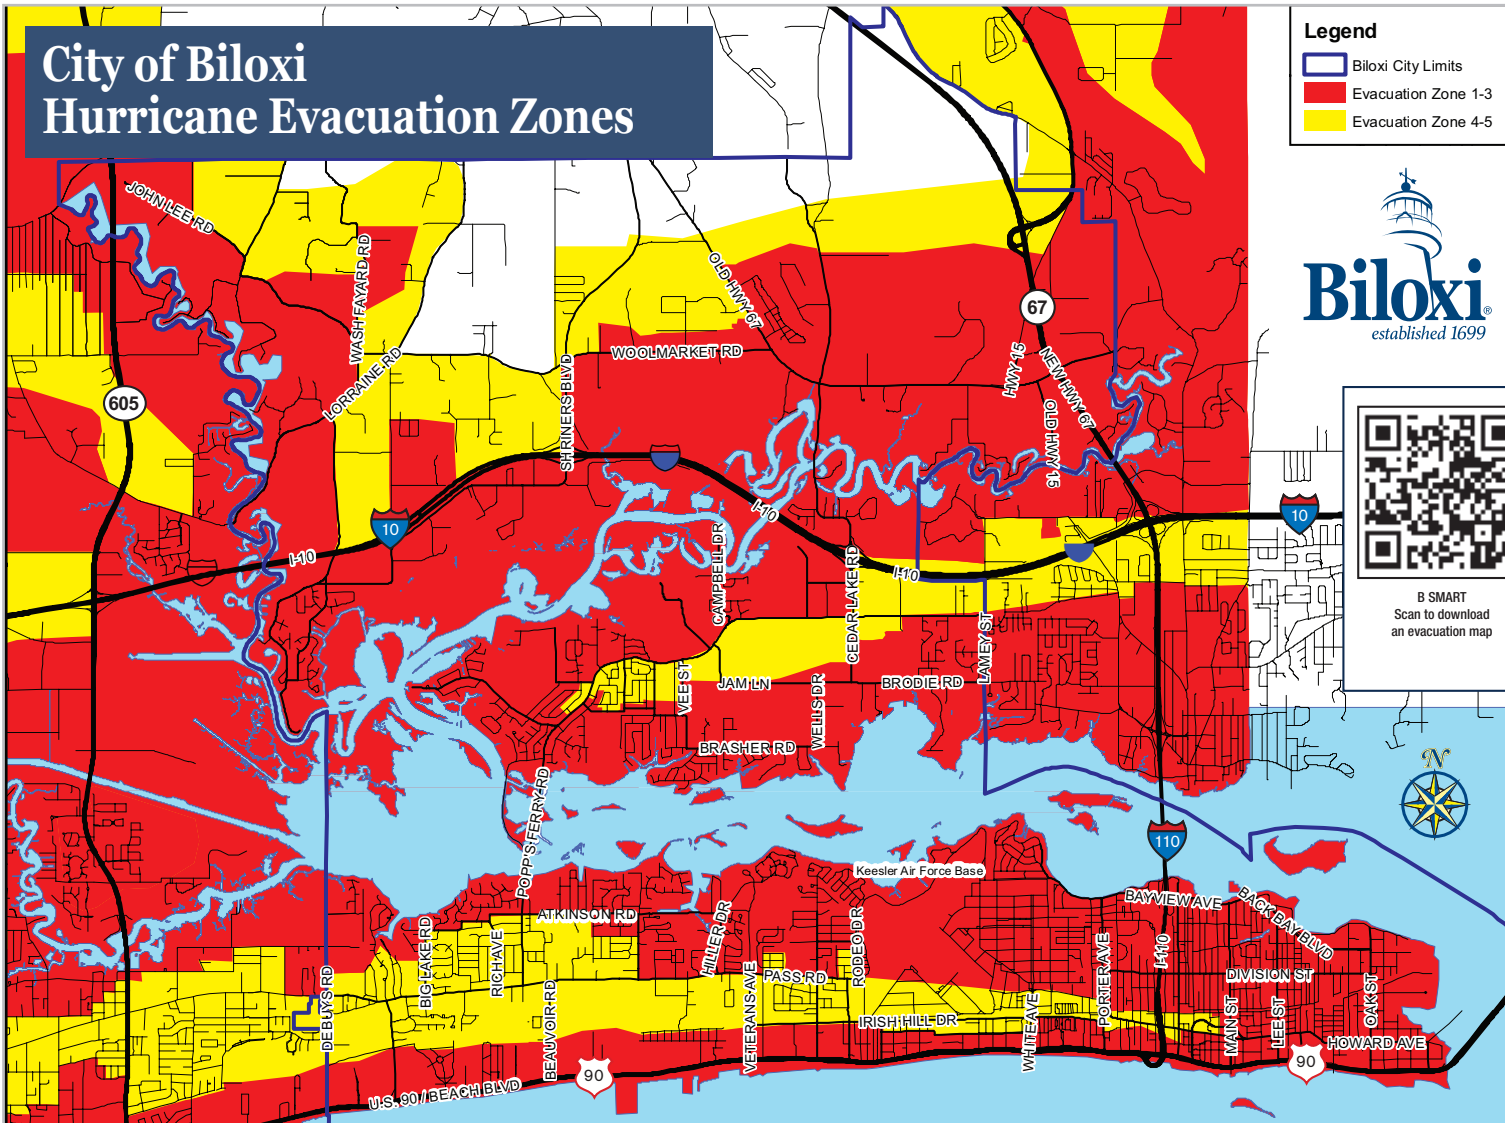 City of Biloxi
Hurricane Evacuation Zones
Legend
Biloxi City Limits
Evacuation Zone 1-3
Evacuation Zone 4-5
Biloxi®
established 1699
B SMART
Scan to download
an evacuation map
N
JOHN LEE RD
WASH FAYARD RD
OLD HWY 67
67
LORRAINE RD
WOOLMARKET RD
SHRINERS BLVD
HWY 15
NEW HWY 67
OLD HWY 15
605
10
I-10
I-10
10
I-10
CAMPBELL DR
CEDAR LAKE RD
LAMEY ST
VEE ST
JAM LN
WELLS DR
BRODIE RD
BRASHER RD
POPP'S FERRY RD
110
Keesler Air Force Base
BAYVIEW AVE
BACK BAY BLVD
ATKINSON RD
BIG LAKE RD
RICH AVE
HILLER DR
RODEO DR
PORTER AVE
I-10
PASS RD
DIVISION ST
DEBUYS RD
BEAUVOIR RD
VETERANS AVE
IRISH HILL DR
WHITE AVE
MAIN ST
LEE ST
OAK ST
HOWARD AVE
U.S. 90 / BEACH BLVD
90
90